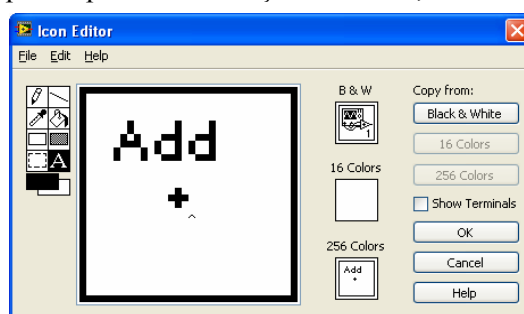 Icon Editor
File Edit Help
B & W
Copy from:
Black & White
1
16 Colors
16 Colors
256 Colors
Show Terminals
256 Colors
OK
Cancel
Help
A
Add
+
Add
+